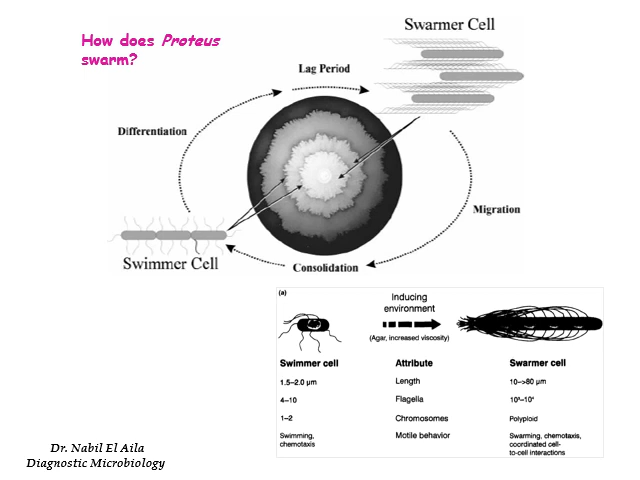 How does Proteus
swarm?
Swarmer Cell
Lag Period
Differentiation
Migration
Swimmer Cell
Consolidation
(a)
Inducing
environment
(Agar, increased viscosity)
Swimmer cell Attribute Swarmer cell
1.5–2.0 µm Length 10–>80 µm
4–10 Flagella
1–2 Chromosomes Polyploid
Swimming, Motile behavior Swarming, chemotaxis,
chemotaxis coordinated cell-
to-cell interactions
Dr. Nabil El Aila
Diagnostic Microbiology